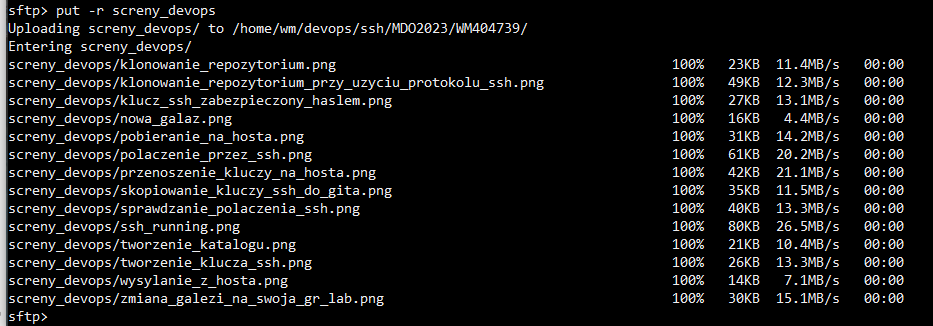 sftp> put -r screny_devops
Uploading screny_devops/ to /home/wm/devops/ssh/MDO2023/WM404739/
Entering screny_devops/
screny_devops/klonowanie_repozytorium.png 100% 23KB 11.4MB/s 00:00
screny_devops/klonowanie_repozytorium_przy_uzyciu_protokolu_ssh.png 100% 49KB 12.3MB/s 00:00
screny_devops/klucz_ssh_zabezpieczony_haslem.png 100% 27KB 13.1MB/s 00:00
screny_devops/nowa_galaz.png 100% 16KB 4.4MB/s 00:00
screny_devops/pobieranie_na_hosta.png 100% 31KB 14.2MB/s 00:00
screny_devops/polaczenie_przez_ssh.png 100% 61KB 20.2MB/s 00:00
screny_devops/przenoszenie_kluczy_na_hosta.png 100% 42KB 21.1MB/s 00:00
screny_devops/skopiowanie_kluczy_ssh_do_gita.png 100% 35KB 11.5MB/s 00:00
screny_devops/sprawdzanie_polaczenia_ssh.png 100% 40KB 13.3MB/s 00:00
screny_devops/ssh_running.png 100% 80KB 26.5MB/s 00:00
screny_devops/tworzenie_katalogu.png 100% 21KB 10.4MB/s 00:00
screny_devops/tworzenie_klucza_ssh.png 100% 26KB 13.3MB/s 00:00
screny_devops/wysylanie_z_hosta.png 100% 14KB 7.1MB/s 00:00
screny_devops/zmiana_galezi_na_swoja_gr_lab.png 100% 30KB 15.1MB/s 00:00
sftp>